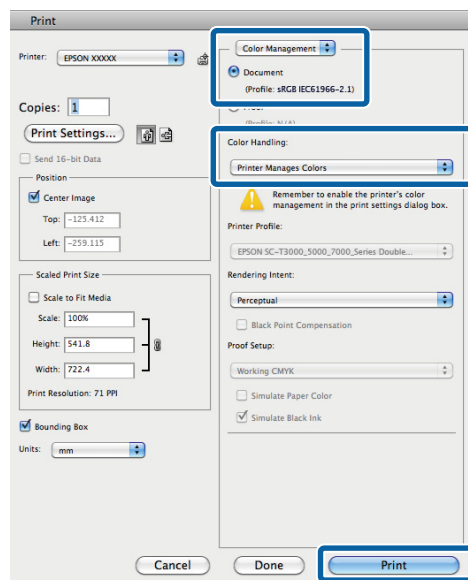 Print
Printer: EPSON XXXXX
Copies: 1
Print Settings...
Send 16-bit Data
Position
Center Image
Top: -125.412
Left: -259.115
Scaled Print Size
Scale to Fit Media
Scale: 100%
Height: 541.8
Width: 722.4
Print Resolution: 71 PPI
Bounding Box
Units: mm
Color Management
Document
(Profile: sRGB IEC61966-2.1)
(Profile: N/A)
Color Handling:
Printer Manages Colors
Remember to enable the printer's color
management in the print settings dialog box.
Printer Profile:
EPSON SC-T3000_5000_7000_Series Double...
Rendering Intent:
Perceptual
Black Point Compensation
Proof Setup:
Working CMYK
Simulate Paper Color
Simulate Black Ink
Cancel
Done
Print